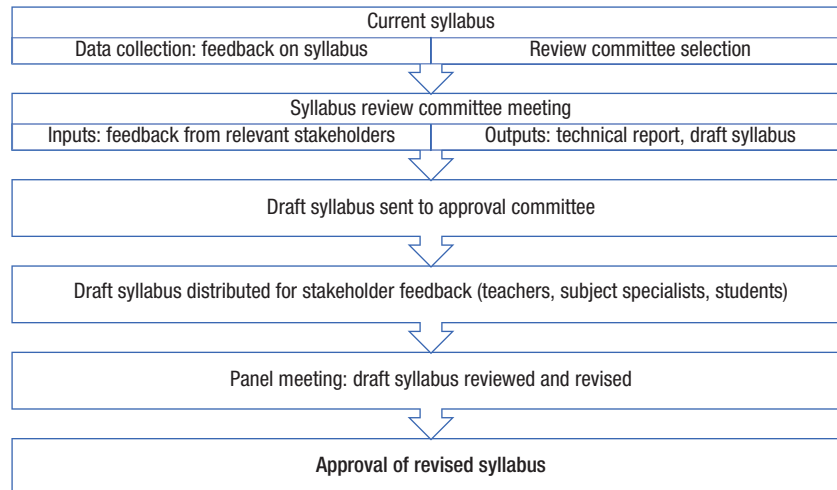 Current syllabus
Data collection: feedback on syllabus
Review committee selection
Syllabus review committee meeting
Inputs: feedback from relevant stakeholders
Outputs: technical report, draft syllabus
Draft syllabus sent to approval committee
Draft syllabus distributed for stakeholder feedback (teachers, subject specialists, students)
Panel meeting: draft syllabus reviewed and revised
Approval of revised syllabus